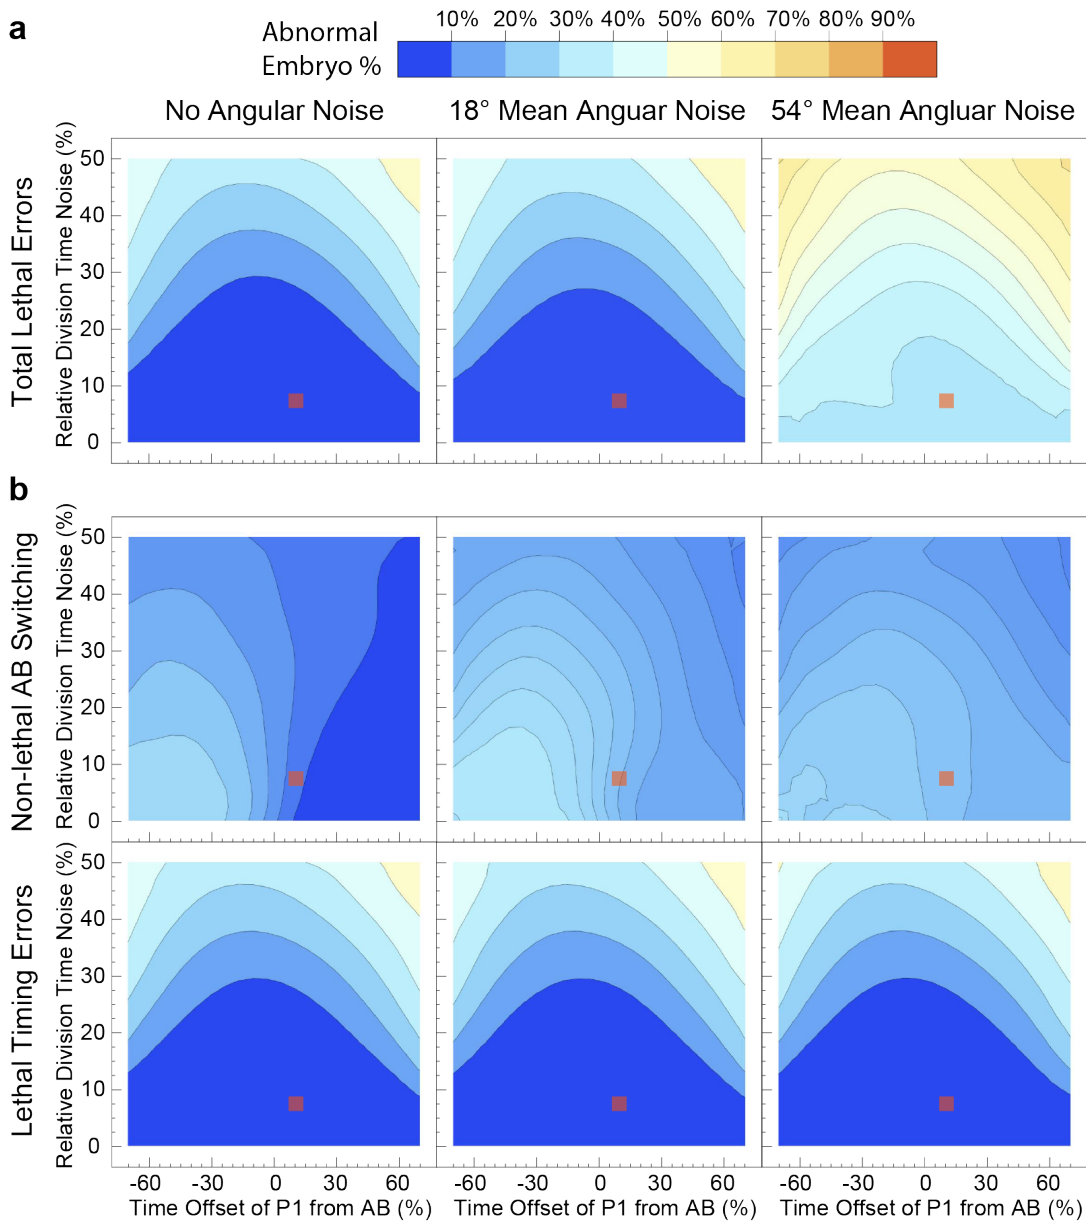 a
Abnormal
Embryo %
10% 20% 30% 40% 50% 60% 70% 80% 90%
No Angular Noise
18° Mean Anguar Noise
54° Mean Angluar Noise
Total Lethal Errors
Relative Division Time Noise (%)
50
40
30
20
10
0
b
Non-lethal AB Switching
Relative Division Time Noise (%)
50
40
30
20
10
0
Lethal Timing Errors
Relative Division Time Noise (%)
50
40
30
20
10
0
-60 -30 0 30 60
-60 -30 0 30 60
-60 -30 0 30 60
Time Offset of P1 from AB (%)
Time Offset of P1 from AB (%)
Time Offset of P1 from AB (%)